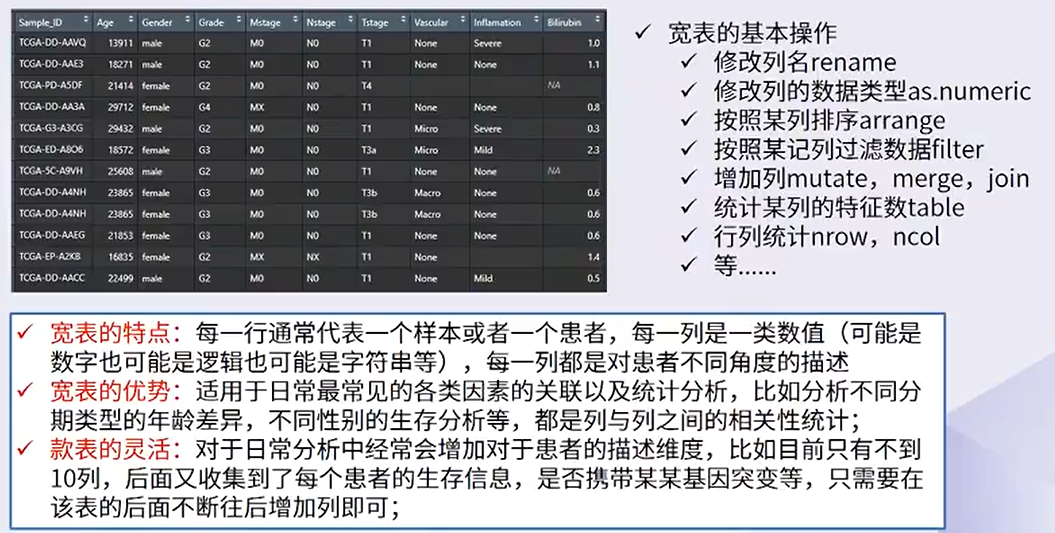 Sample_ID Age Gender Grade Mstage Nstage Tstage Vascular Inflamation Bilirubin
TCGA-DD-AAVQ 13911 male G2 M0 N0 T1 None Severe 1.0
TCGA-DD-AAE3 18271 male G2 M0 N0 T1 None None 1.1
TCGA-PD-A5DF 21414 female G2 M0 N0 T4 NA
TCGA-DD-AA3A 29712 female G4 MX N0 T1 None None 0.8
TCGA-G3-A3CG 29432 male G2 M0 N0 T1 Micro Severe 0.3
TCGA-ED-A8O6 18572 female G3 M0 N0 T3a Micro Mild 2.3
TCGA-5C-A9VH 25608 male G2 M0 N0 T1 None None NA
TCGA-DD-A4NH 23865 female G3 M0 N0 T3b Macro None 0.6
TCGA-DD-A4NH 23865 female G3 M0 N0 T3b Macro None 0.6
TCGA-DD-AAEG 21853 female G3 M0 N0 T1 None None 0.6
TCGA-EP-A2KB 16835 female G2 MX NX T1 None 1.4
TCGA-DD-AACC 22499 male G2 M0 N0 T1 None Mild 0.5
✓ 宽表的基本操作
✓ 修改列名rename
✓ 修改列的数据类型as.numeric
✓ 按照某列排序arrange
✓ 按照某记列过滤数据filter
✓ 增加列mutate，merge，join
✓ 统计某列的特征数table
✓ 行列统计nrow，ncol
✓ 等......
✓ 宽表的特点：每一行通常代表一个样本或者一个患者，每一列是一类数值（可能是
数字也可能是逻辑也可能是字符串等），每一列都是对患者不同角度的描述
✓ 宽表的优势：适用于日常最常见的各类因素的关联以及统计分析，比如分析不同分
期类型的年龄差异，不同性别的生存分析等，都是列与列之间的相关性统计；
✓ 款表的灵活：对于日常分析中经常会增加对于患者的描述维度，比如目前只有不到
10列，后面又收集到了每个患者的生存信息，是否携带某某基因突变等，只需要在
该表的后面不断往后增加列即可；